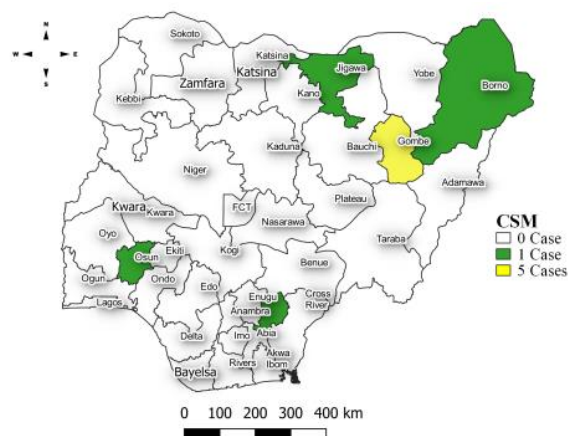 N
W E
S
Sokoto
Katsina
Katsina
Jigawa
Yobe
Borno
Zamfara
Kano
Kebbi
Kaduna
Bauchi
Gombe
Niger
Adamawa
Plateau
FCT
Kwara
Kwara
Nasarawa
Taraba
Oyo
Kogi
Osun
Ekiti
Benue
Ogun
Ondo
Edo
Enugu
Cross
River
Lagos
Anambra
Delta
Imo
Abia
Akwa
Ibom
Bayelsa
Rivers
CSM
0 Case
1 Case
5 Cases
0 100 200 300 400 km